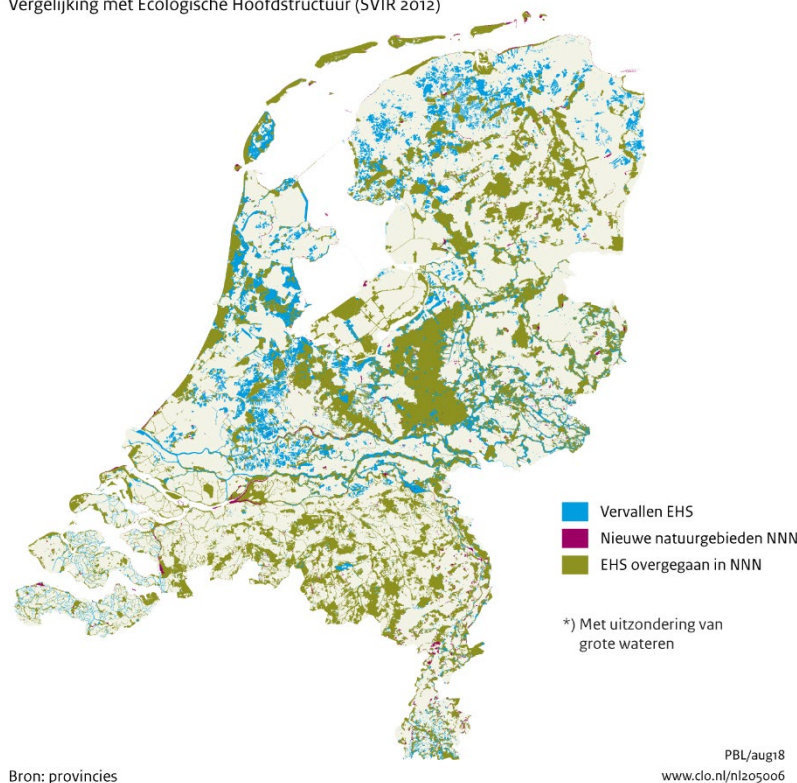 Vergelijking met Ecologische Hoofdstructuur (SVIR 2012)
Vervallen EHS
Nieuwe natuurgebieden NNN
EHS overgegaan in NNN
*) Met uitzondering van
grote wateren
PBL/aug18
Bron: provincies
www.clo.nl/nl205006